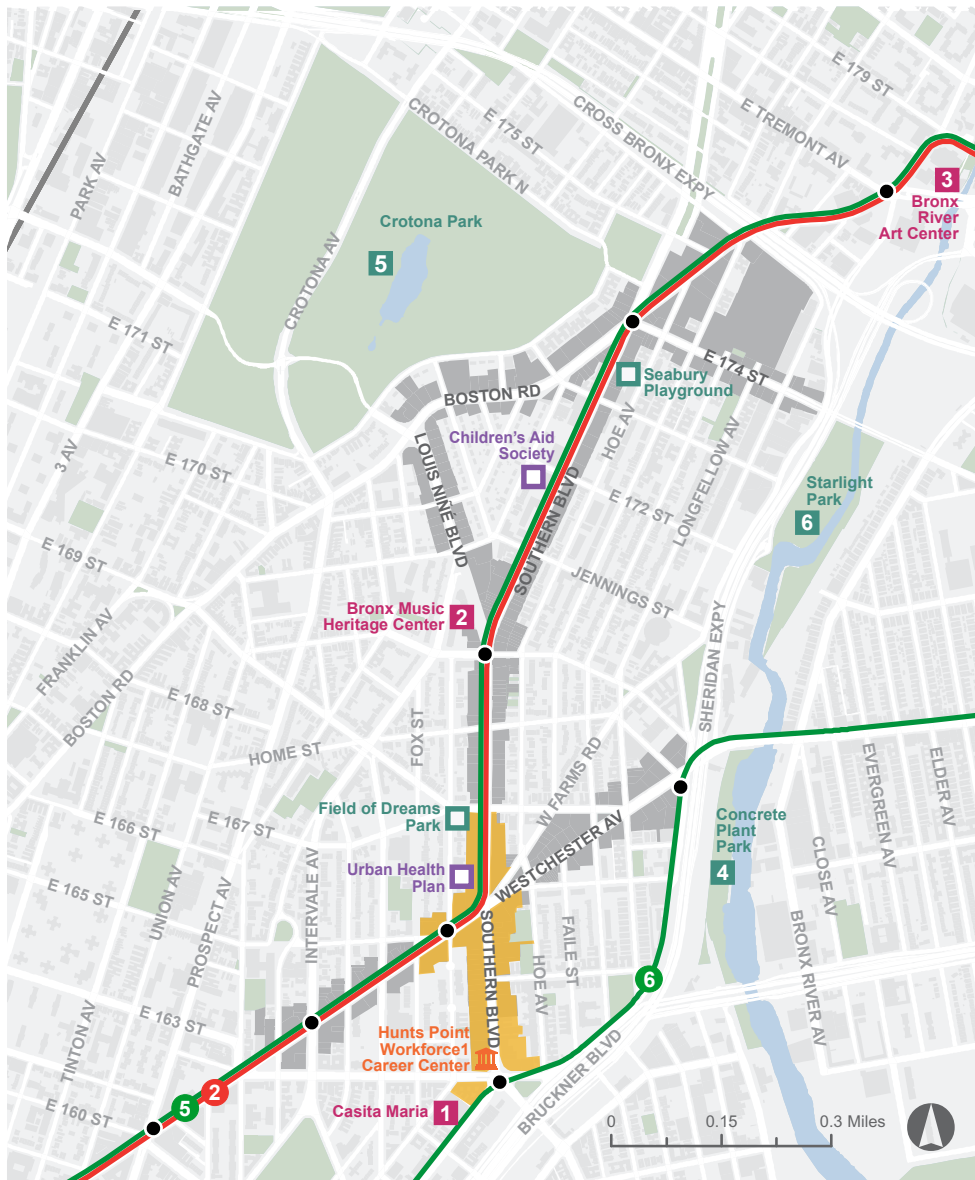 E 179 ST
E TREMONT AV
CROSS BRONX EXPY
E 175 ST
CROTONA PARK N
BATHGATE AV
PARK AV
3
Bronx
River
Art Center
Crotona Park
5
CROTONA AV
E 171 ST
E 174 ST
Seabury
Playground
BOSTON RD
HOE AV
LONGFELLOW AV
Children's Aid
Society
LOUIS NINE BLVD
3 AV
E 170 ST
E 172 ST
Starlight
Park
6
SOUTHERN BLVD
E 169 ST
JENNINGS ST
Bronx Music
Heritage Center
2
FRANKLIN AV
BOSTON RD
SHERIDAN EXPY
E 168 ST
HOME ST
FOX ST
W FARMS RD
EVERGREEN AV
ELDER AV
Field of Dreams
Park
E 166 ST
E 167 ST
WESTCHESTER AV
Concrete
Plant
Park
4
CLOSE AV
Urban Health
Plan
E 165 ST
UNION AV
PROSPECT AV
INTERVALE AV
SOUTHERN BLVD
HOE AV
FAILE ST
BRONX RIVER AV
6
E 163 ST
TINTON AV
Hunts Point
Workforce1
Career Center
BRUCKNER BLVD
E 160 ST
5
2
Casita Maria
1
0
0.15
0.3 Miles